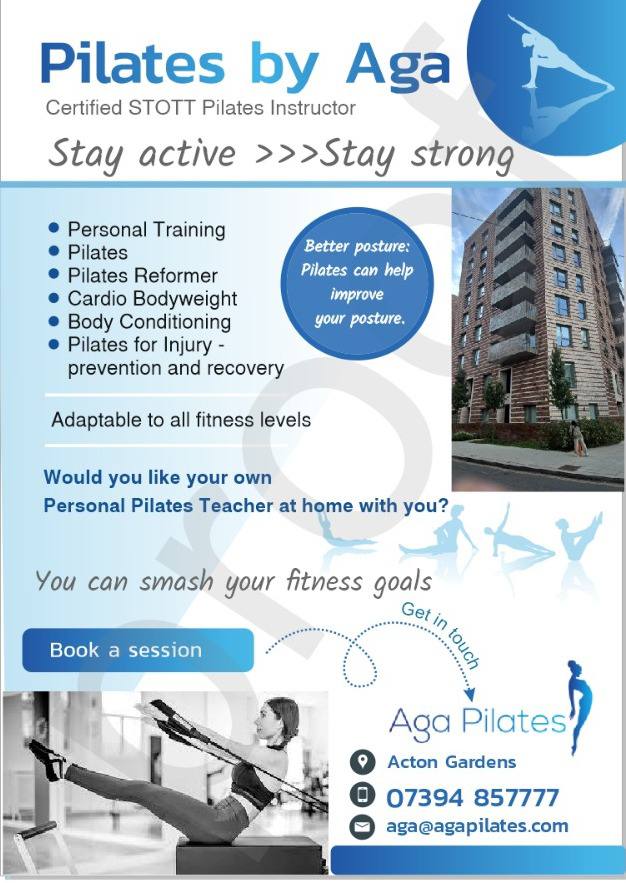 Pilates by Aga
Certified STOTT Pilates Instructor
Stay active >>>Stay strong
Personal Training
Pilates
Pilates Reformer
Cardio Bodyweight
Body Conditioning
Pilates for Injury -
prevention and recovery
Better posture:
Pilates can help
improve
your posture.
Adaptable to all fitness levels
Would you like your own
Personal Pilates Teacher at home with you?
You can smash your fitness goals
Get in touch
Book a session
Aga Pilates
Acton Gardens
07394 857777
aga@agapilates.com
proof